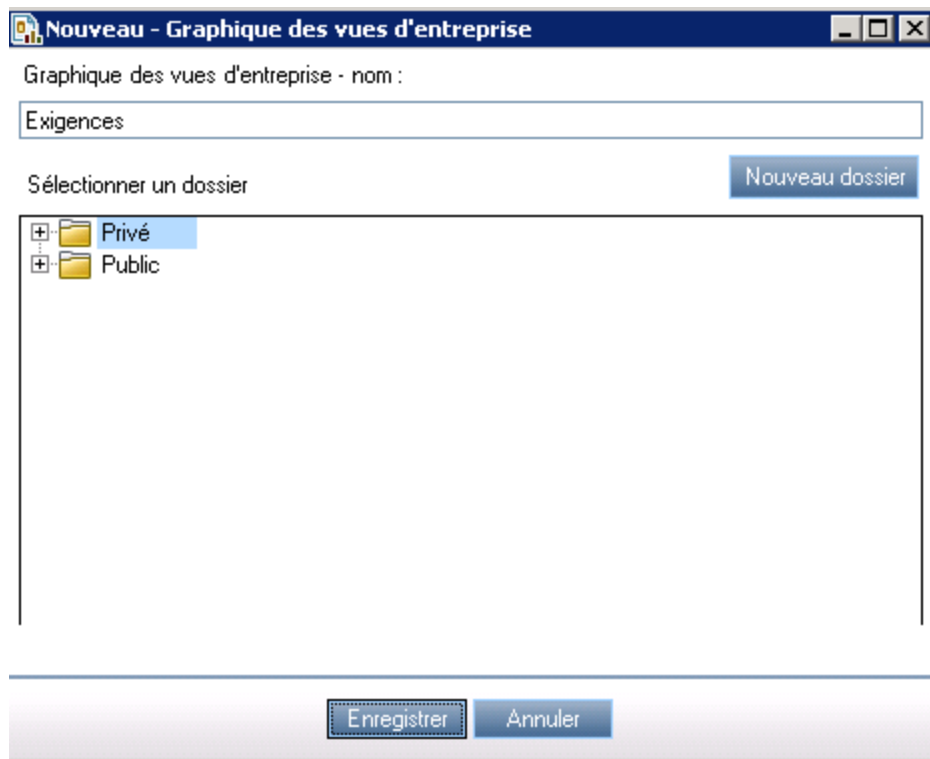 Nouveau - Graphique des vues d'entreprise
Graphique des vues d'entreprise - nom :
Exigences
Sélectionner un dossier
Nouveau dossier
Privé
Public
Enregistrer
Annuler